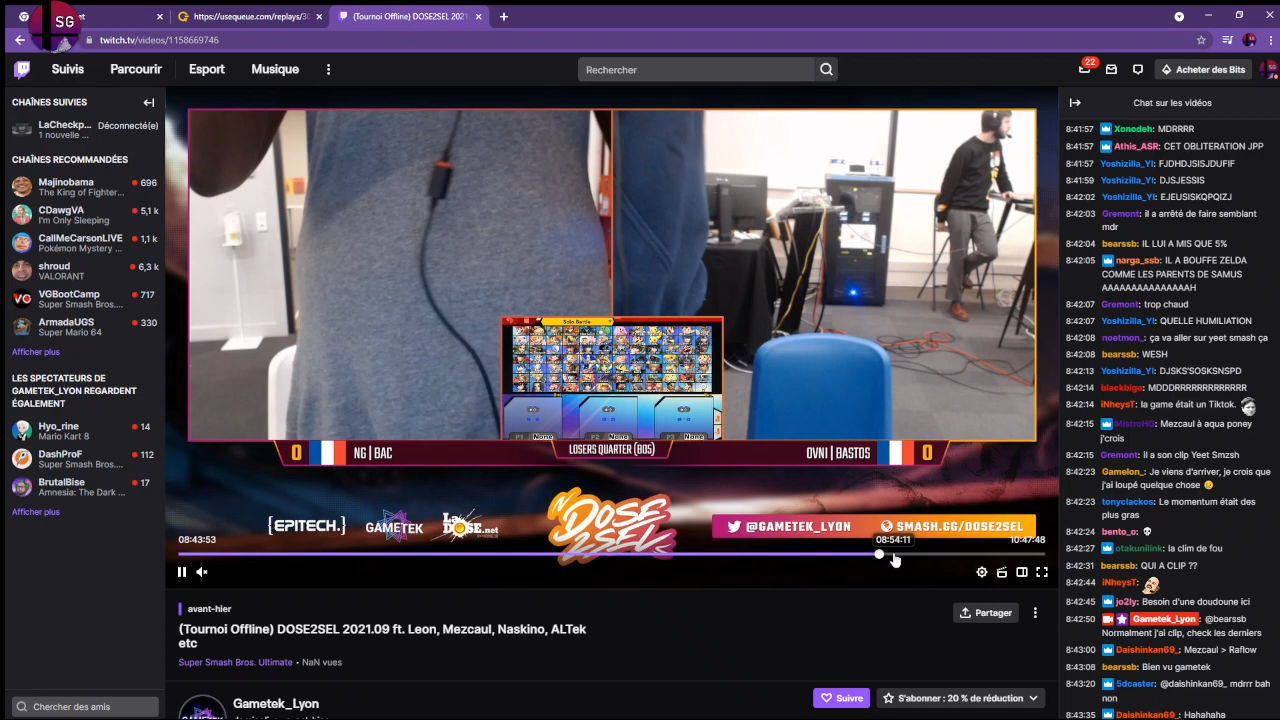 SG
et
https://usequeue.com/replays/30
(Tournoi Offline) DOSE2SEL 2021
twitch.tv/videos/1158669746
Suivis
Parcourir
Esport
Musique
Rechercher
22
Acheter des Bits
SG
CHAÎNES SUIVIES
LaCheckp...
Déconnecté(e)
1 nouvelle ...
CHAÎNES RECOMMANDÉES
Majinobama
696
The King of Fighter...
CDawgVA
5,1 k
I'm Only Sleeping
CallMeCarsonLIVE
1,1 k
Pokémon Mystery ...
shroud
6,3 k
VALORANT
VGBootCamp
717
Super Smash Bros....
ArmadaUGS
330
Super Mario 64
Afficher plus
LES SPECTATEURS DE
GAMETEK_LYON REGARDENT
ÉGALEMENT
Hyo_rine
14
Mario Kart 8
DashProF
112
Super Smash Bros....
BrutalBise
17
Amnesia: The Dark ...
Afficher plus
Chercher des amis
Solo Battle
P1 None
P2 None
P3 None
0
NG | BAC
LOSERS QUARTER (BO5)
OVNI | BASTOS
0
[EPITECH.]
GAMETEK
La Dose.net
DOSE
2SEL
@GAMETEK_LYON
SMASH.GG/DOSE2SEL
08:43:53
08:54:11
10:47:48
avant-hier
Partager
(Tournoi Offline) DOSE2SEL 2021.09 ft. Leon, Mezcaul, Naskino, ALTek
etc
Super Smash Bros. Ultimate • NaN vues
Gametek_Lyon
Suivre
S'abonner : 20 % de réduction
Chat sur les vidéos
8:41:57 Xonodeh: MDRRRR
8:41:57 Athis_ASR: CET OBLITERATION JPP
8:41:57 Yoshizilla_Yl: FJDHDJSISJDUFIF
8:41:59 Yoshizilla_Yl: DJSJESSIS
8:42:02 Yoshizilla_Yl: EJEUSISKQPQIZJ
8:42:03 Gremont: il a arrêté de faire semblant
mdr
8:42:04 bearssb: IL LUI A MIS QUE 5%
8:42:05 narga_ssb: IL A BOUFFE ZELDA
COMME LES PARENTS DE SAMUS
AAAAAAAAAAAAAAH
8:42:07 Gremont: trop chaud
8:42:07 Yoshizilla_Yl: QUELLE HUMILIATION
8:42:08 noetmon_: ça va aller sur yeet smash ça
8:42:08 bearssb: WESH
8:42:13 Yoshizilla_Yl: DJSKS'SOSKSNSPD
8:42:14 blackbigo: MDDDRRRRRRRRRRRR
8:42:14 iNheysT: la game était un Tiktok.
8:42:15 MistroHG: Mezcaul à aqua poney
j'crois
8:42:15 Gremont: il a son clip Yeet Smzsh
8:42:23 Gamelon_: Je viens d'arriver, je crois que
j'ai loupé quelque chose
8:42:23 tonyclackos: Le momentum était des
plus gras
8:42:24 bento_o:
8:42:27 otakunilink: la clim de fou
8:42:31 bearssb: QUI A CLIP ??
8:42:44 iNheysT:
8:42:45 jo2ly: Besoin d'une doudoune ici
8:42:50 Gametek_Lyon: @bearssb
Normalment j'ai clip, check les derniers
8:43:00 Daishinkan69_: Mezcaul > Raflow
8:43:08 bearssb: Bien vu gametek
8:43:20 5dcaster: @daishinkan69_ mdrrr bah
non
8:43:35 Daishinkan69_: Hahahaha